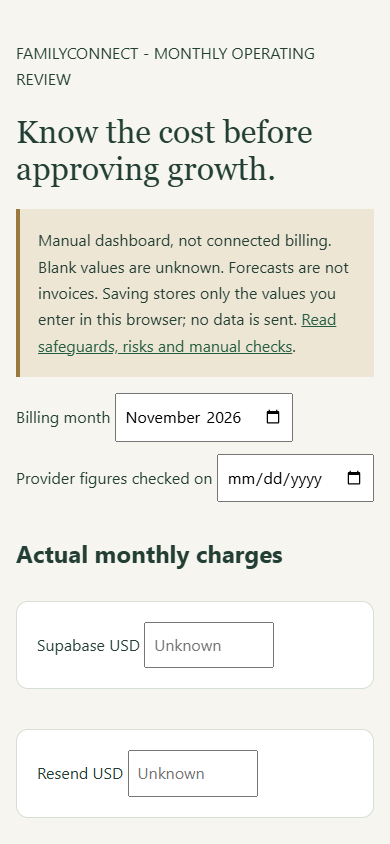 FAMILYCONNECT - MONTHLY OPERATING
REVIEW
Know the cost before
approving growth.
Manual dashboard, not connected billing.
Blank values are unknown. Forecasts are not
invoices. Saving stores only the values you
enter in this browser; no data is sent. Read
safeguards, risks and manual checks.
Billing month November 2026
Provider figures checked on mm/dd/yyyy
Actual monthly charges
Supabase USD Unknown
Resend USD Unknown